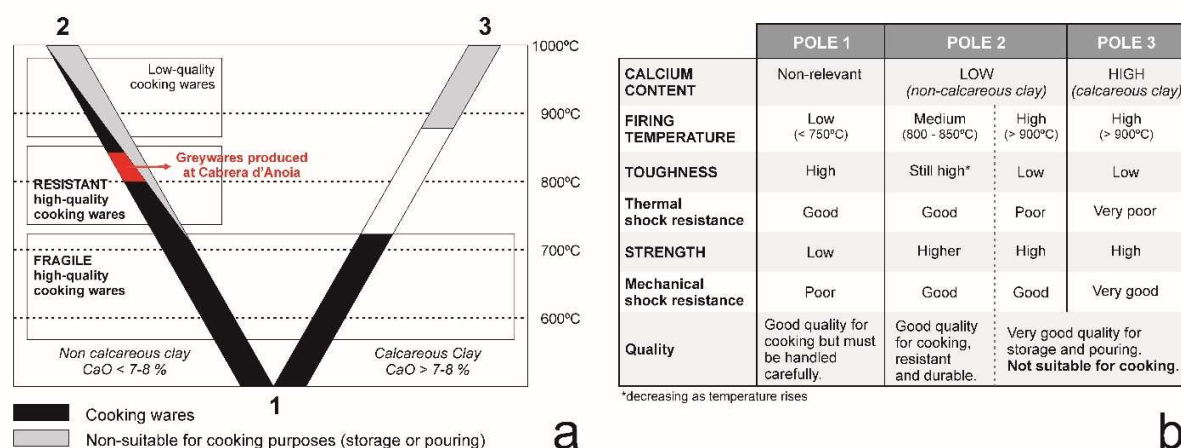 2
3
1000ºC
Low-quality
cooking wares
900ºC
Greywares produced
at Cabrera d'Anoia
800ºC
RESISTANT
high-quality
cooking wares
700ºC
FRAGILE
high-quality
cooking wares
600ºC
Non calcareous clay
CaO < 7-8 %
Calcareous Clay
CaO > 7-8 %
1
Cooking wares
Non-suitable for cooking purposes (storage or pouring)
a
POLE 1 POLE 2 POLE 3
CALCIUM
CONTENT
Non-relevant
LOW
(non-calcareous clay)
HIGH
(calcareous clay)
FIRING
TEMPERATURE
Low
(< 750ºC)
Medium
(800 - 850ºC)
High
(> 900ºC)
High
(> 900ºC)
TOUGHNESS High Still high* Low Low
Thermal
shock resistance
Good Good Poor Very poor
STRENGTH Low Higher High High
Mechanical
shock resistance
Poor Good Good Very good
Quality
Good quality for
cooking but must
be handled
carefully.
Good quality
for cooking,
resistant
and durable.
Very good quality for
storage and pouring.
Not suitable for cooking.
*decreasing as temperature rises
b